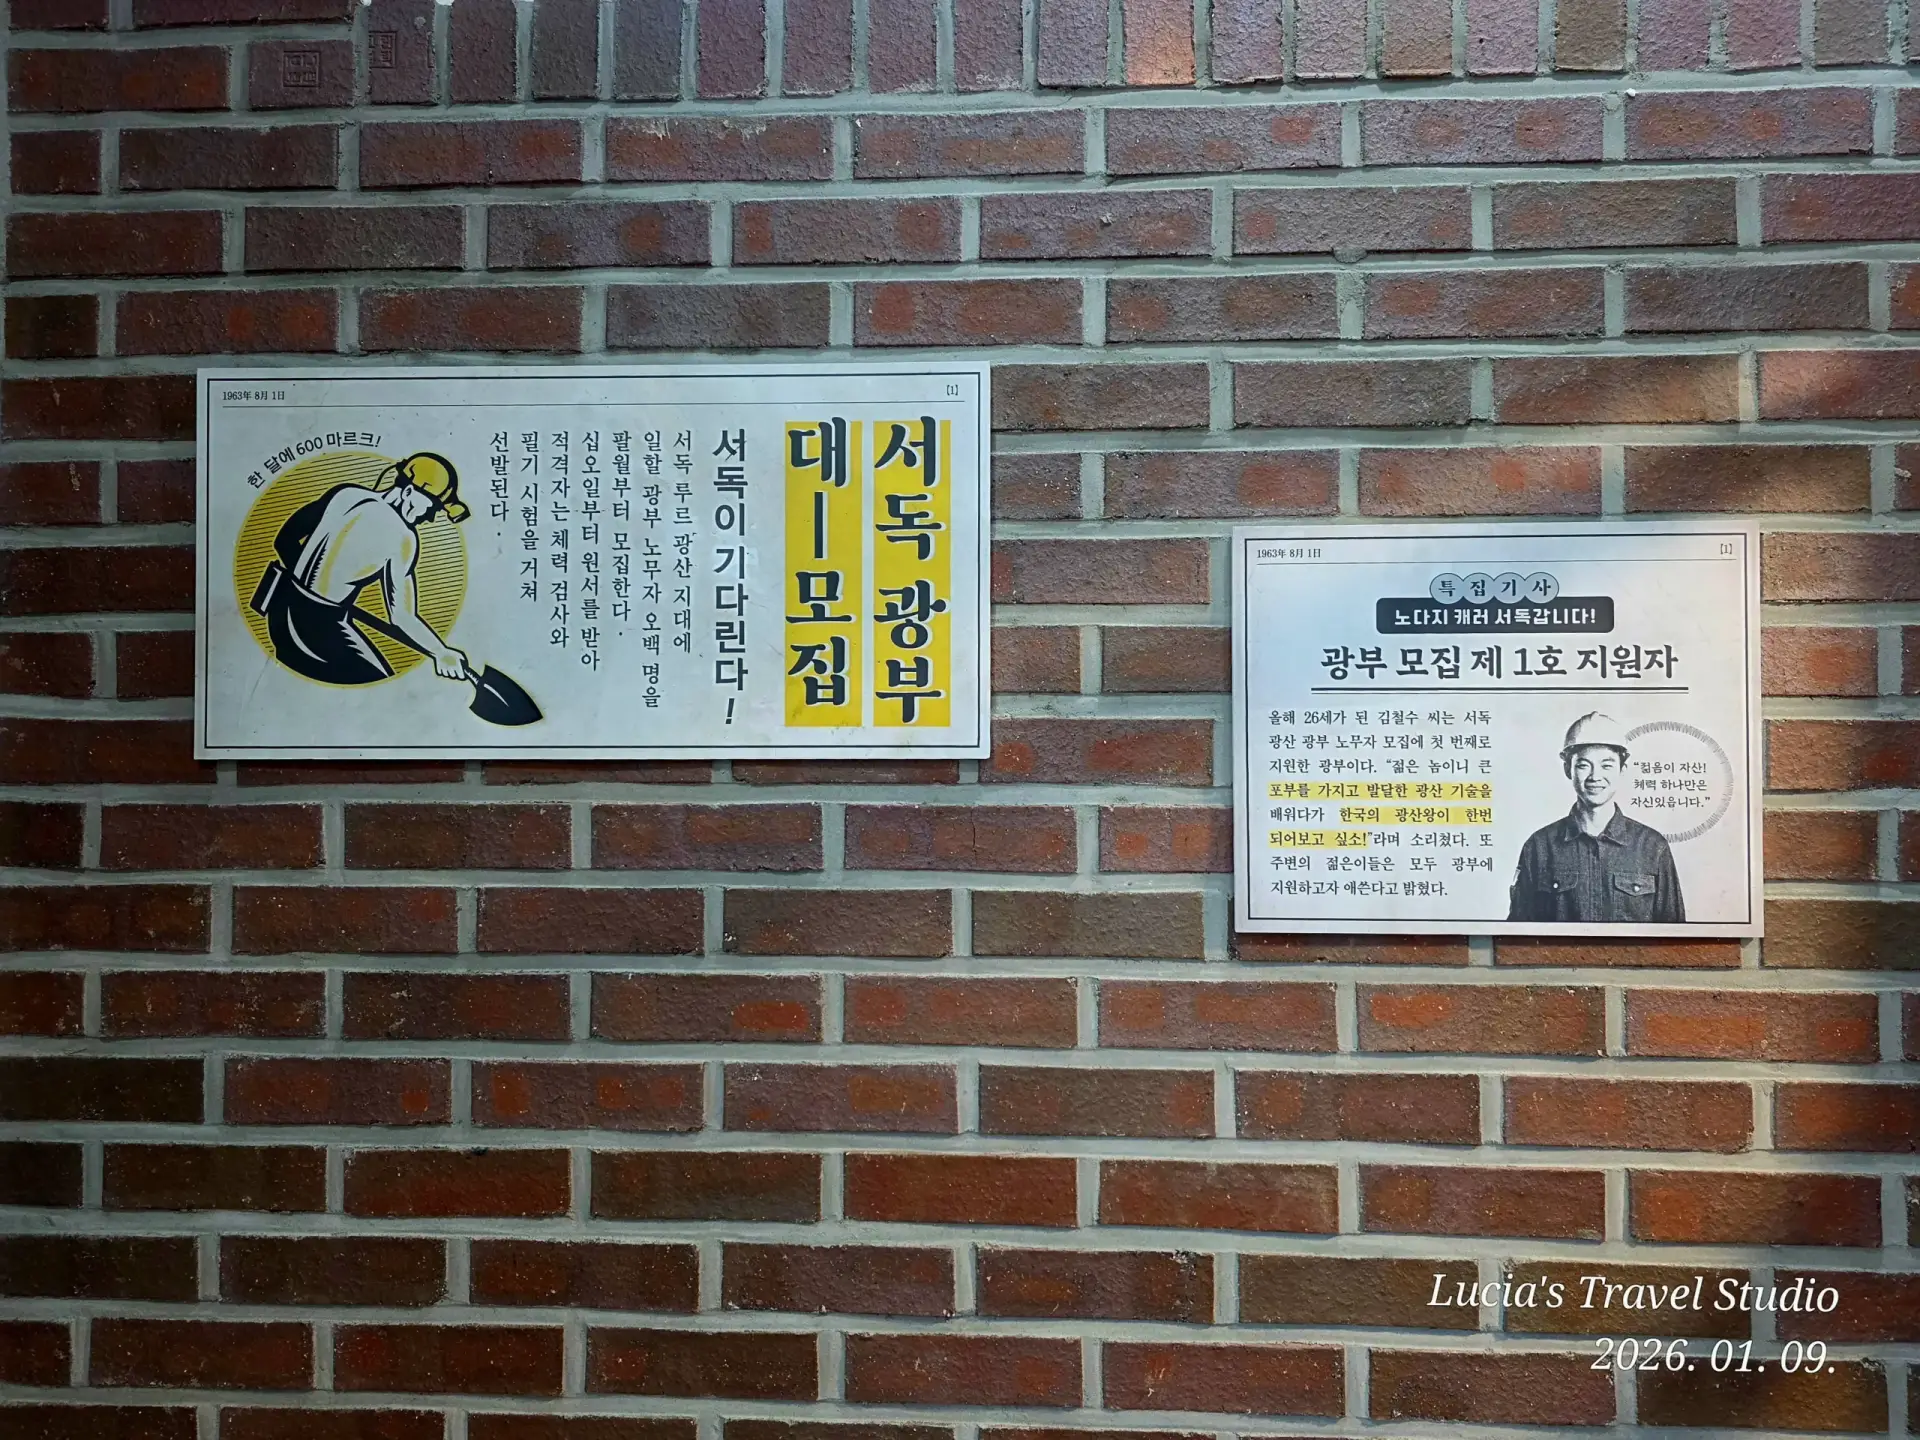 1963年 8月 1日
[1]
서독 광부
대ー모집
서독이 기다린다!
서독 루르 광산 지대에
일할 광부 노무자 오백 명을
팔월부터 모집한다.
십오일부터 원서를 받아
적격자는 체력 검사와
필기 시험을 거쳐
선발된다.
한 달에 600 마르크!
1963年 8月 1日
[1]
특집기사
노다지 캐러 서독갑니다!
광부 모집 제 1호 지원자
올해 26세가 된 김철수 씨는 서독
광산 광부 노무자 모집에 첫 번째로
지원한 광부이다. “젊은 놈이니 큰
포부를 가지고 발달한 광산 기술을
배워다가 한국의 광산왕이 한번
되어보고 싶소!”라며 소리쳤다. 또
주변의 젊은이들은 모두 광부에
지원하고자 애쓴다고 밝혔다.
“젊음이 자산!
체력 하나만은
자신있읍니다.”
Lucia's Travel Studio
2026. 01. 09.